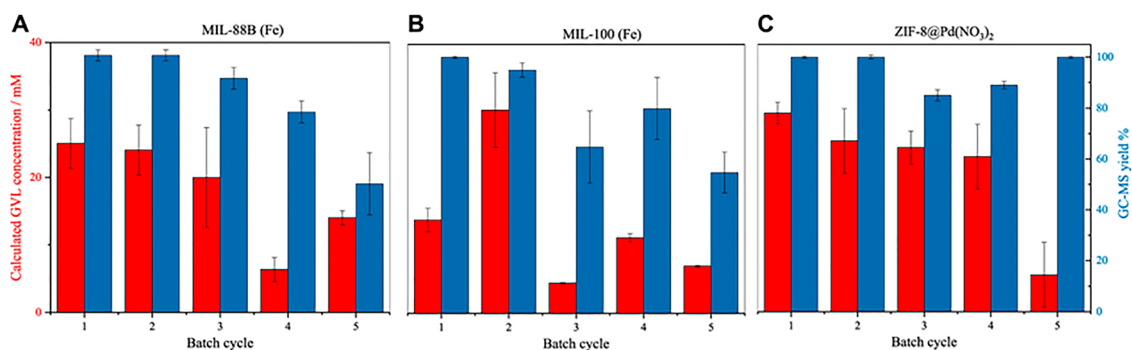 A
MIL-88B (Fe)
Calculated GVL concentration / mM
40
20
0
1 2 3 4 5
Batch cycle
B
MIL-100 (Fe)
1 2 3 4 5
Batch cycle
C
ZIF-8@Pd(NO₃)₂
1 2 3 4 5
Batch cycle
100
80
60
40
20
0
GC-MS yield %